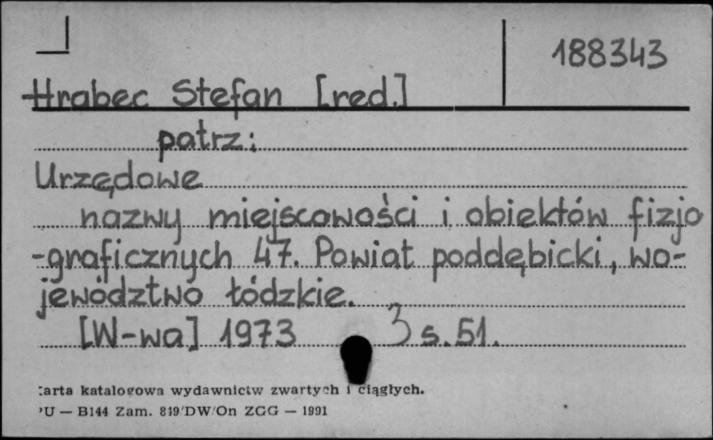 188343
Hrabec Stefan [red.]
patrz:
Urzędowe
nazwy miejscowości i obiektów fizjo
-graficznych 47. Powiat poddębicki, wo-
jewództwo łódzkie.
[W-wa] 1973 3 s. 51.
arta katalogowa wydawnictw zwartych i ciągłych.
PU — B144 Zam. 819/DW/On ZGG — 1991